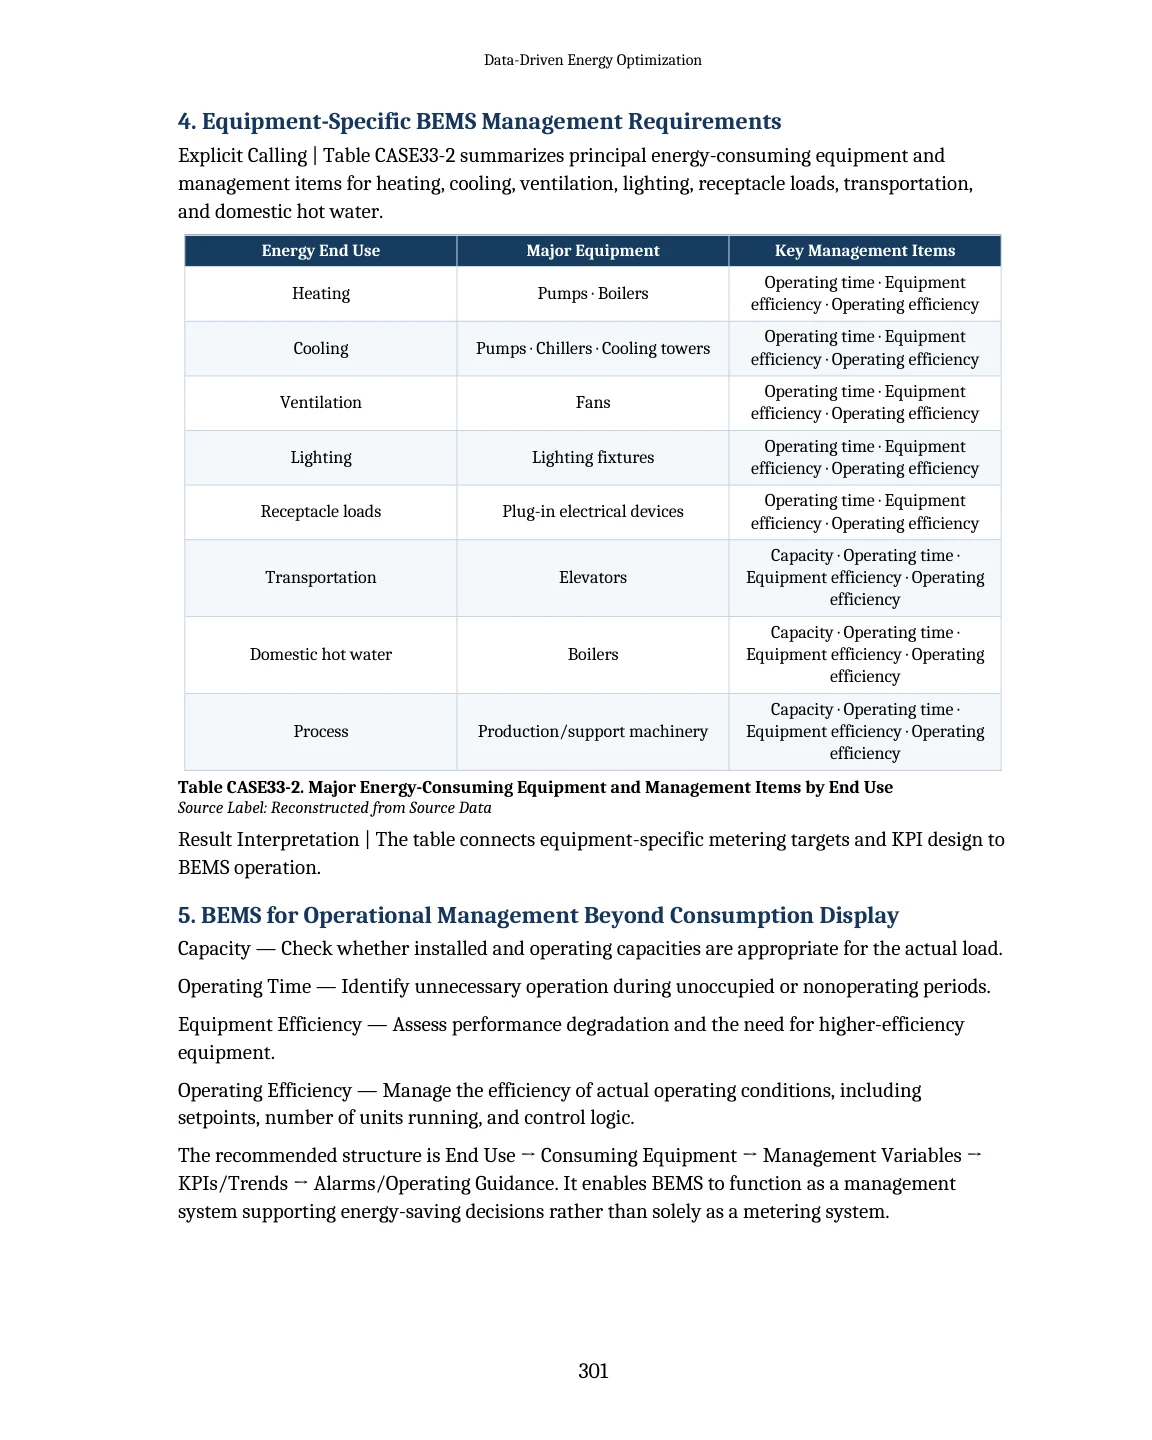 Data-Driven Energy Optimization
4. Equipment-Specific BEMS Management Requirements
Explicit Calling | Table CASE33-2 summarizes principal energy-consuming equipment and
management items for heating, cooling, ventilation, lighting, receptacle loads, transportation,
and domestic hot water.
Energy End Use Major Equipment Key Management Items
Heating Pumps · Boilers Operating time · Equipment
efficiency · Operating efficiency
Cooling Pumps · Chillers · Cooling towers Operating time · Equipment
efficiency · Operating efficiency
Ventilation Fans Operating time · Equipment
efficiency · Operating efficiency
Lighting Lighting fixtures Operating time · Equipment
efficiency · Operating efficiency
Receptacle loads Plug-in electrical devices Operating time · Equipment
efficiency · Operating efficiency
Transportation Elevators Capacity · Operating time ·
Equipment efficiency · Operating
efficiency
Domestic hot water Boilers Capacity · Operating time ·
Equipment efficiency · Operating
efficiency
Process Production/support machinery Capacity · Operating time ·
Equipment efficiency · Operating
efficiency
Table CASE33-2. Major Energy-Consuming Equipment and Management Items by End Use
Source Label: Reconstructed from Source Data
Result Interpretation | The table connects equipment-specific metering targets and KPI design to
BEMS operation.
5. BEMS for Operational Management Beyond Consumption Display
Capacity — Check whether installed and operating capacities are appropriate for the actual load.
Operating Time — Identify unnecessary operation during unoccupied or nonoperating periods.
Equipment Efficiency — Assess performance degradation and the need for higher-efficiency
equipment.
Operating Efficiency — Manage the efficiency of actual operating conditions, including
setpoints, number of units running, and control logic.
The recommended structure is End Use → Consuming Equipment → Management Variables →
KPIs/Trends → Alarms/Operating Guidance. It enables BEMS to function as a management
system supporting energy-saving decisions rather than solely as a metering system.
301